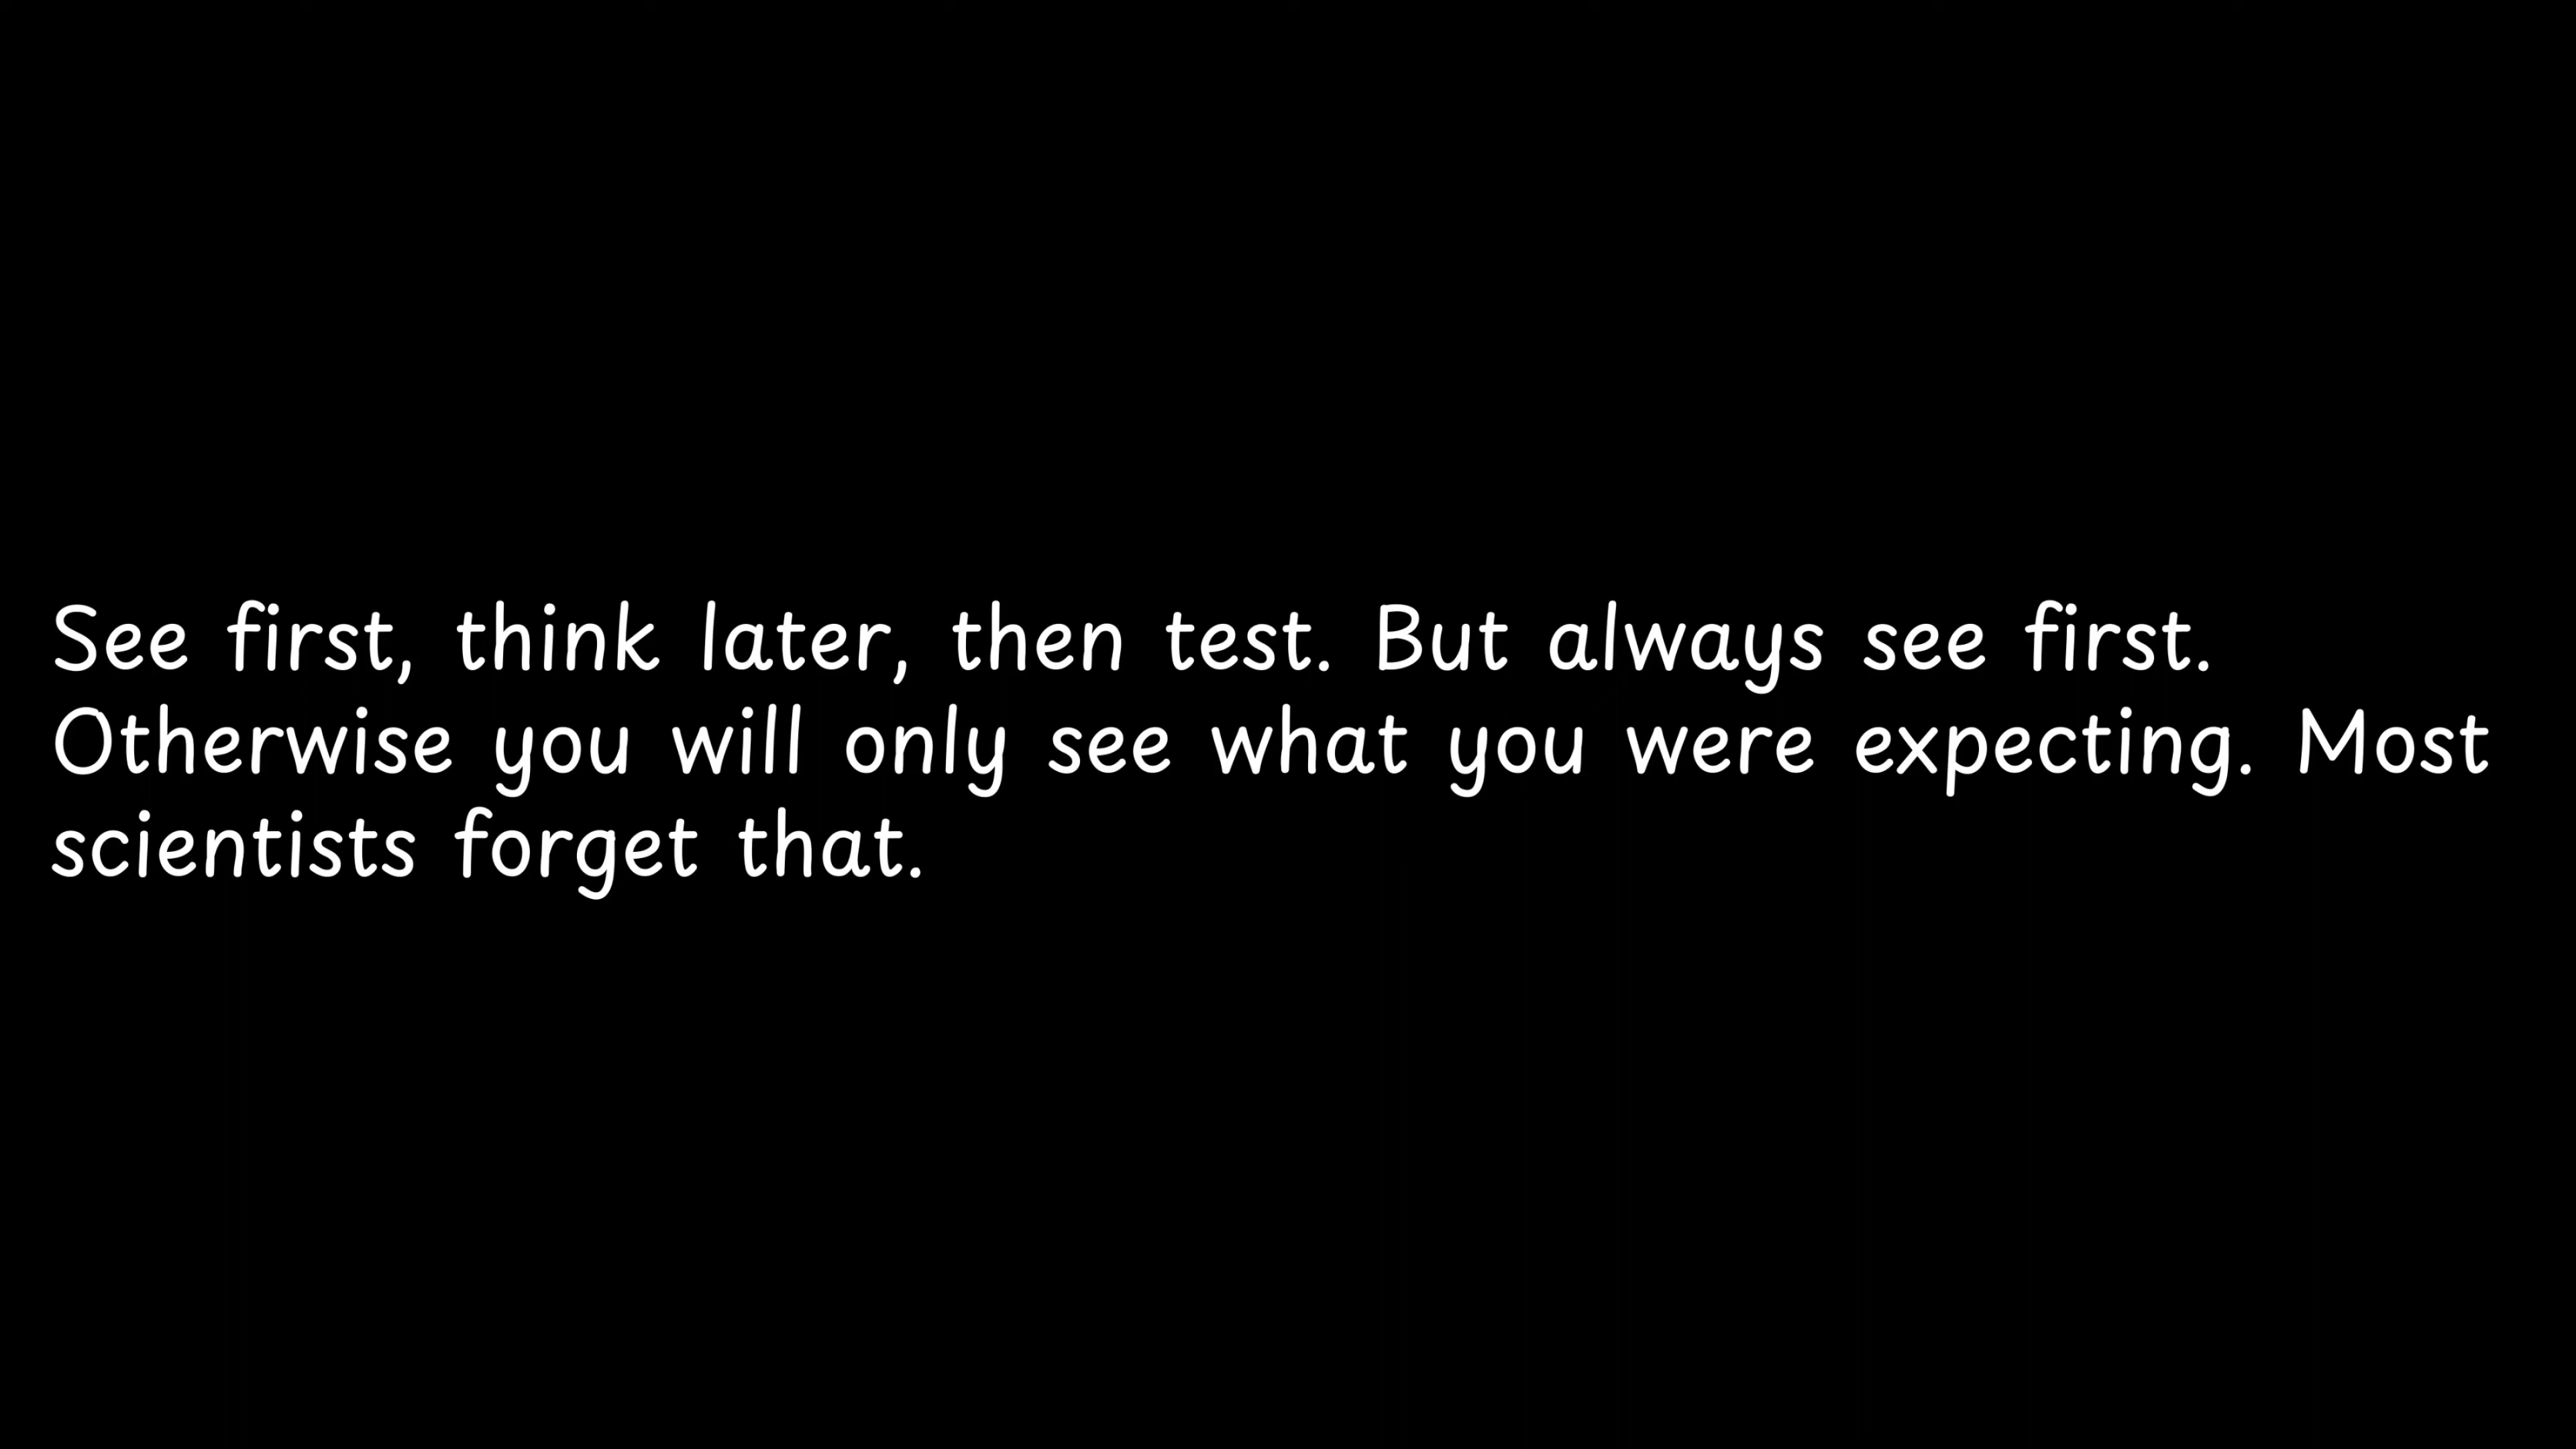 See first, think later, then test. But always see first.
Otherwise you will only see what you were expecting. Most
scientists forget that.